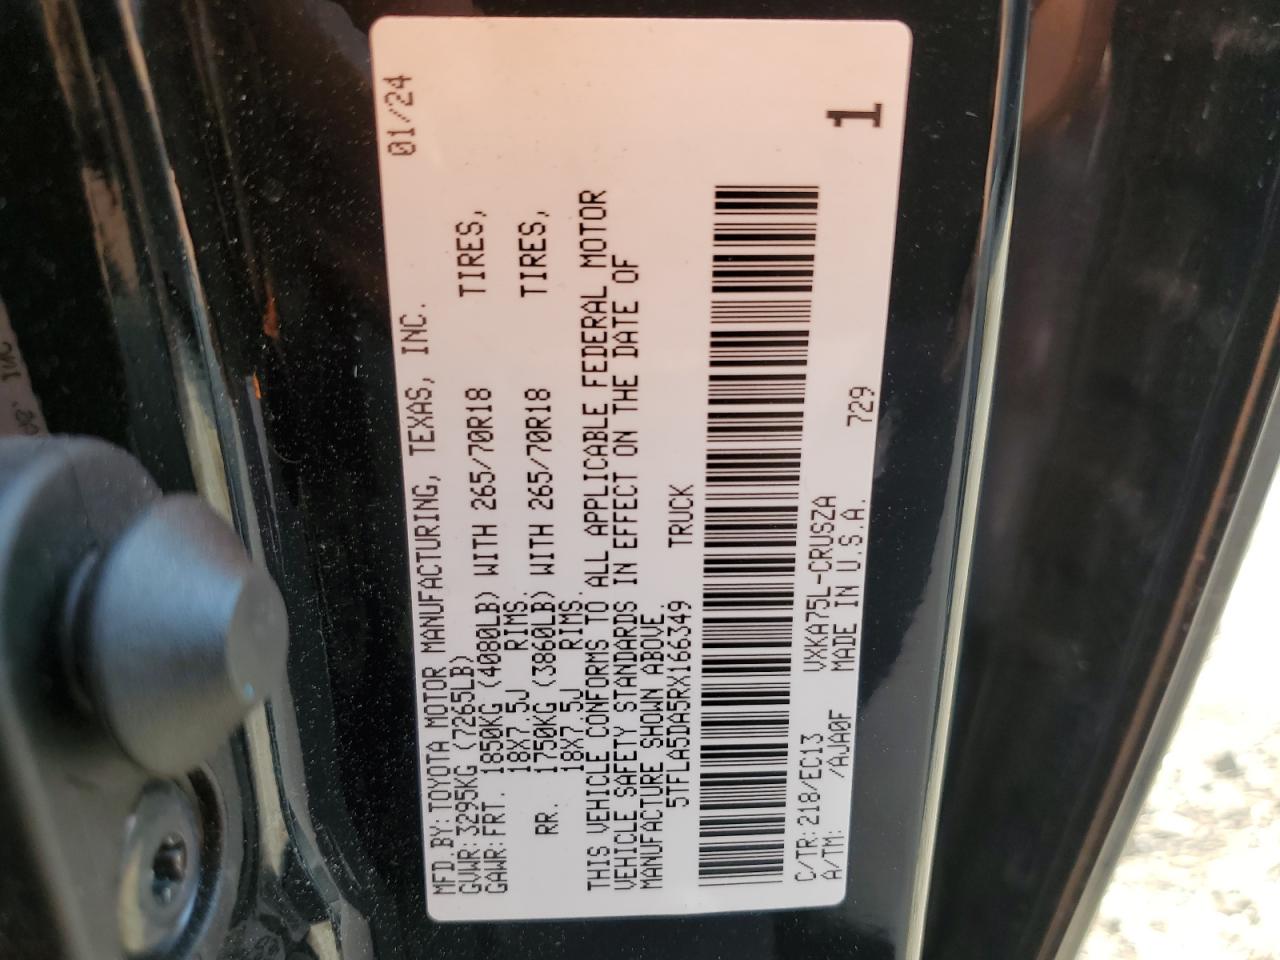 01/24
MFD.BY:TOYOTA MOTOR MANUFACTURING, TEXAS, INC.
GVWR:3295KG (7265LB)
GAWR:FRT. 1850KG (4080LB) WITH 265/70R18 TIRES,
18X7.5J RIMS.
RR. 1750KG (3860LB) WITH 265/70R18 TIRES,
18X7.5J RIMS.
THIS VEHICLE CONFORMS TO ALL APPLICABLE FEDERAL MOTOR
VEHICLE SAFETY STANDARDS IN EFFECT ON THE DATE OF
MANUFACTURE SHOWN ABOVE.
5TFLA5DA5RX166349 TRUCK
C/TR:218/EC13 VXKA75L-CRUSZA
A/TM: /AJA0F MADE IN U.S.A. 729
1